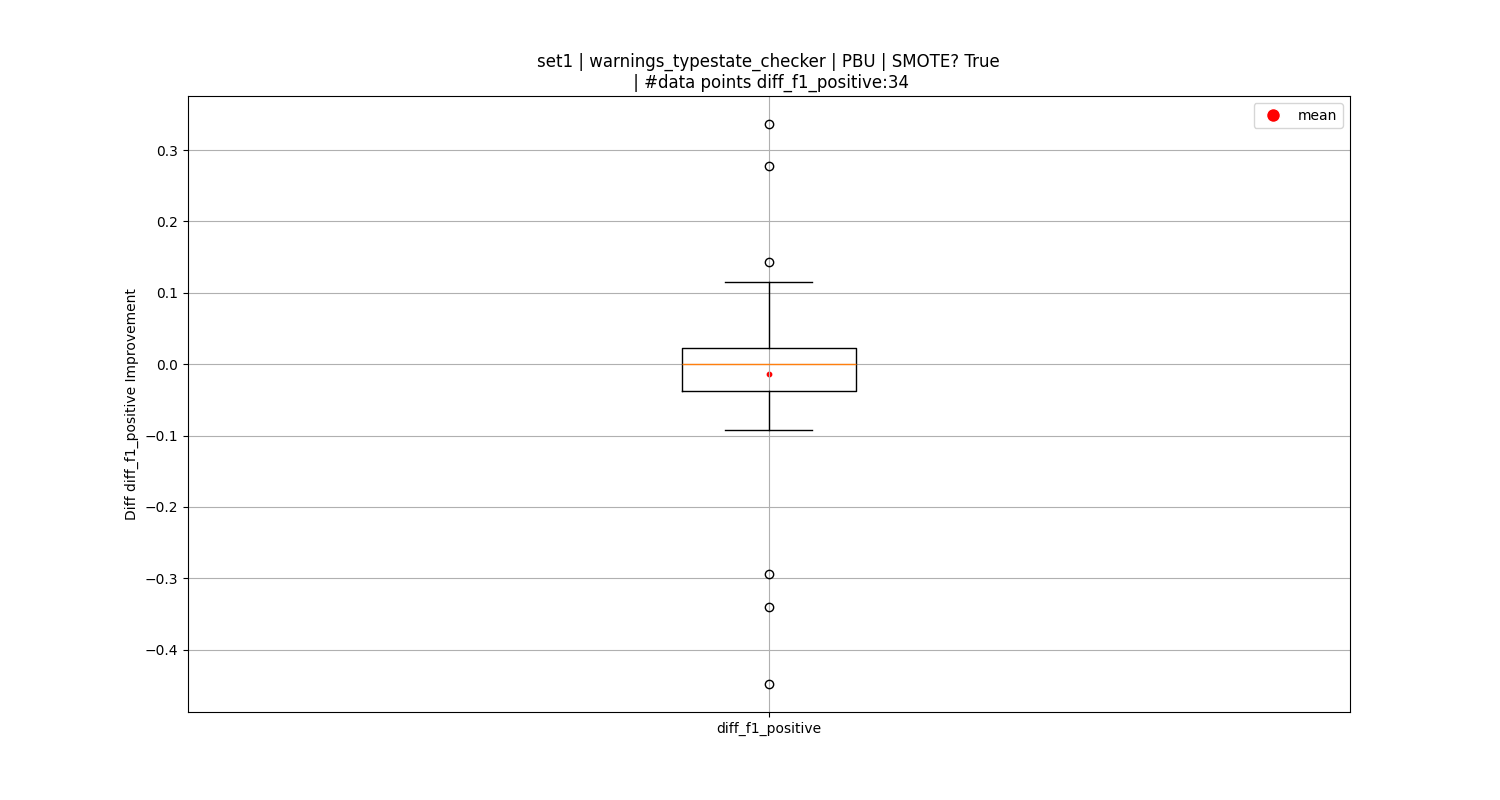 set1 | warnings_typestate_checker | PBU | SMOTE? True
| #data points diff_f1_positive:34
mean
0.3
0.2
0.1
0.0
−0.1
−0.2
−0.3
−0.4
Diff diff_f1_positive Improvement
diff_f1_positive